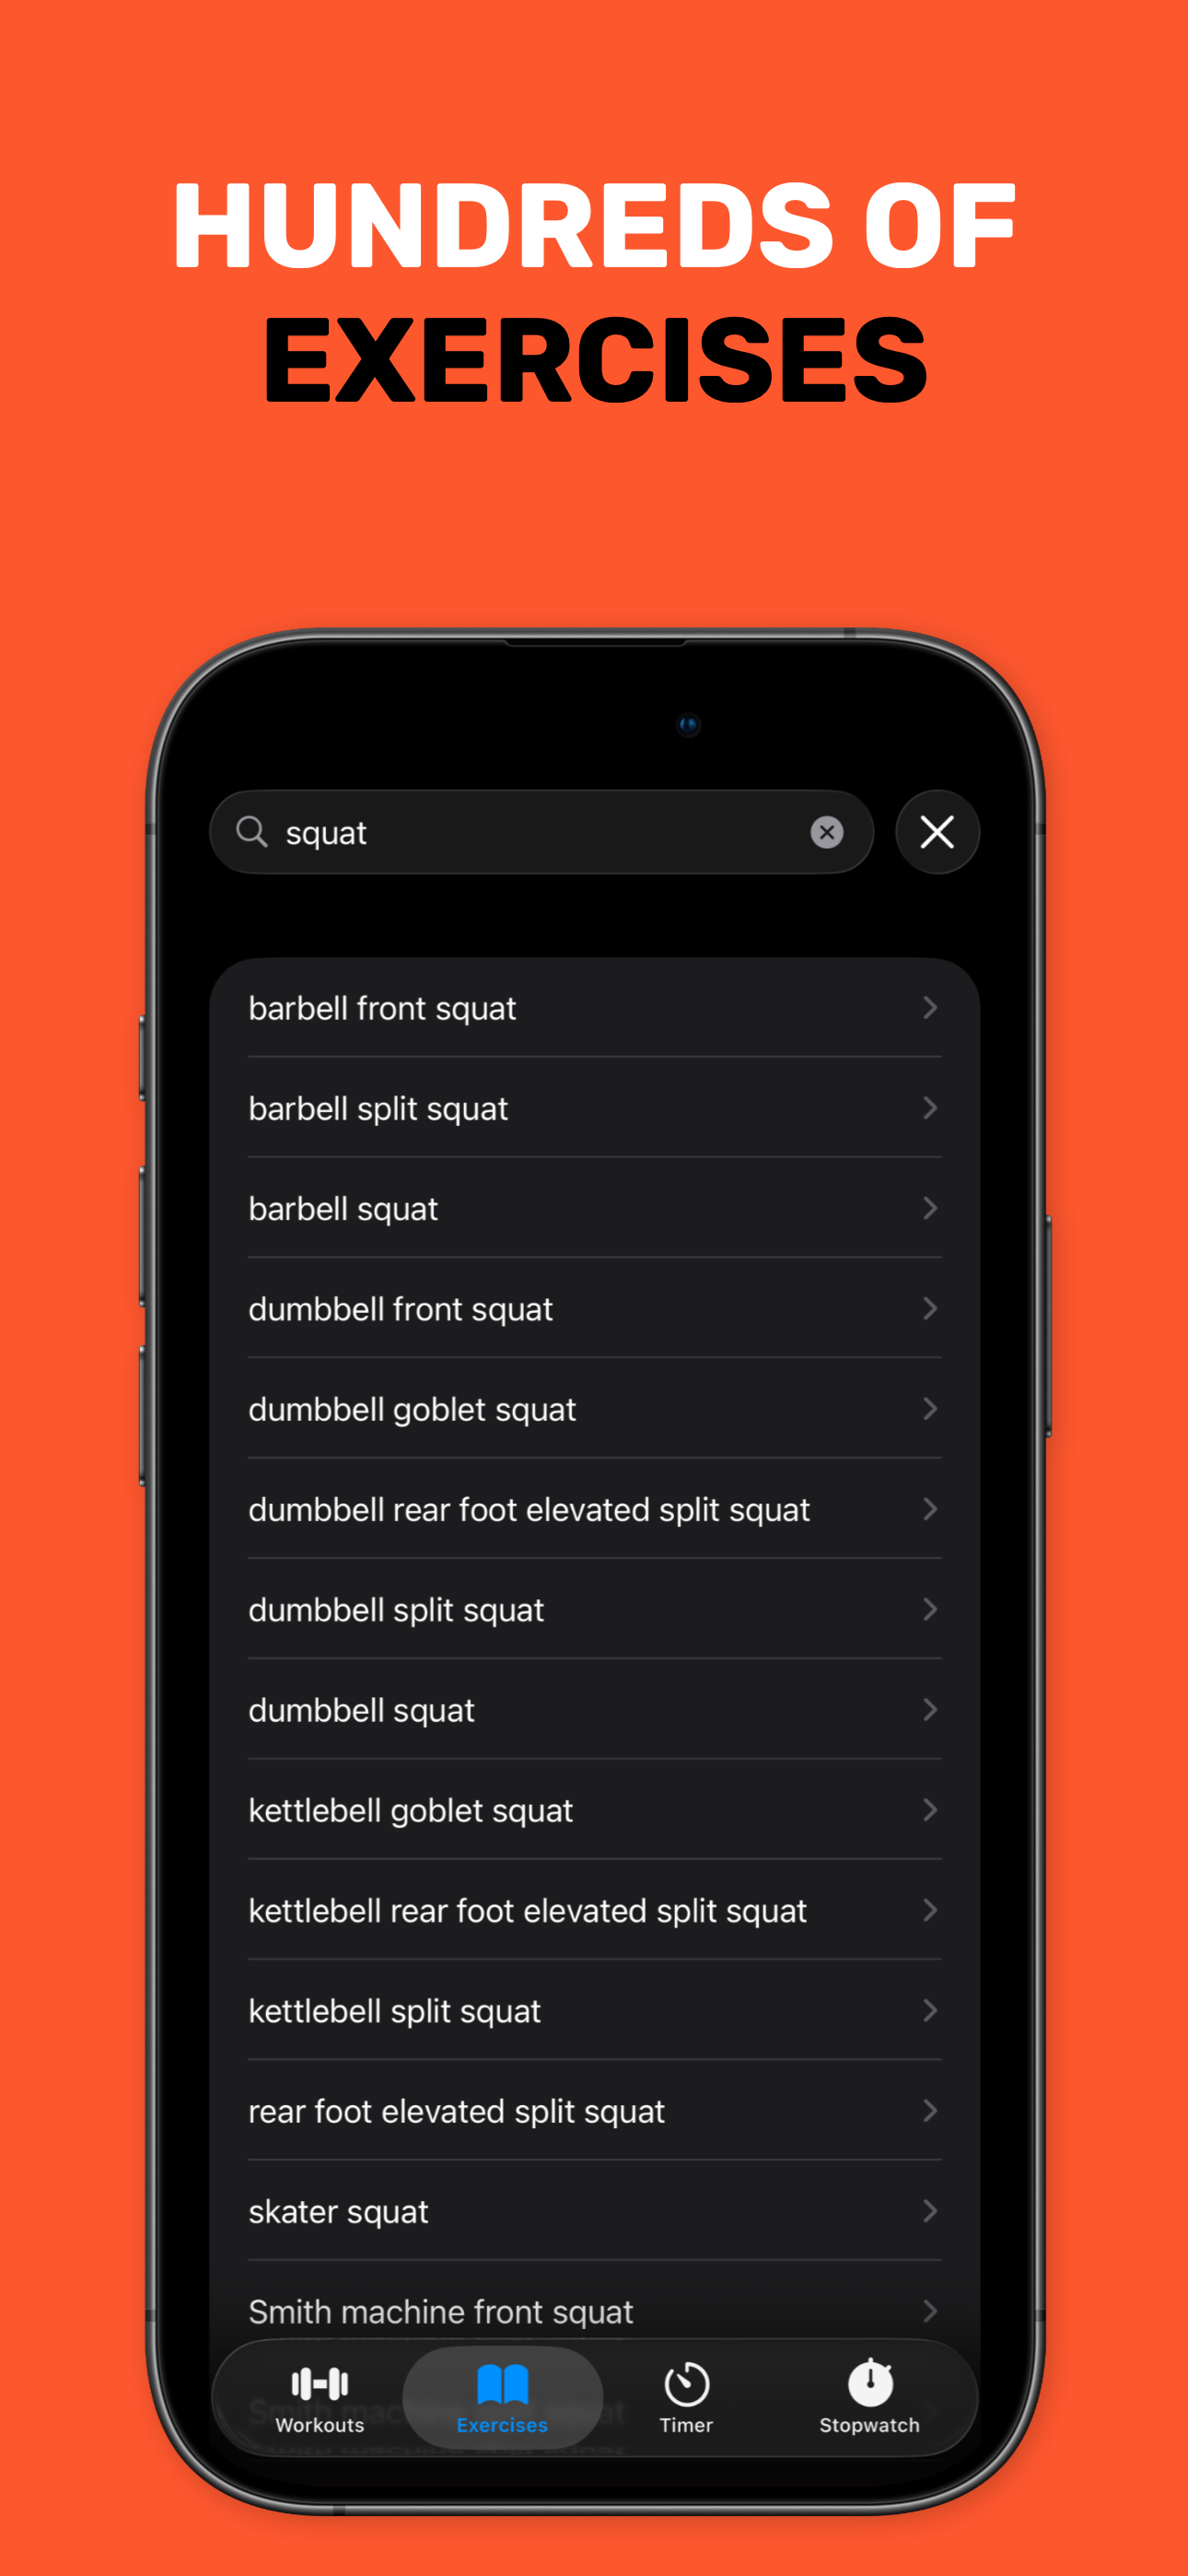 HUNDREDS OF
EXERCISES
squat
barbell front squat
barbell split squat
barbell squat
dumbbell front squat
dumbbell goblet squat
dumbbell rear foot elevated split squat
dumbbell split squat
dumbbell squat
kettlebell goblet squat
kettlebell rear foot elevated split squat
kettlebell split squat
rear foot elevated split squat
skater squat
Smith machine front squat
Workouts
Exercises
Timer
Stopwatch